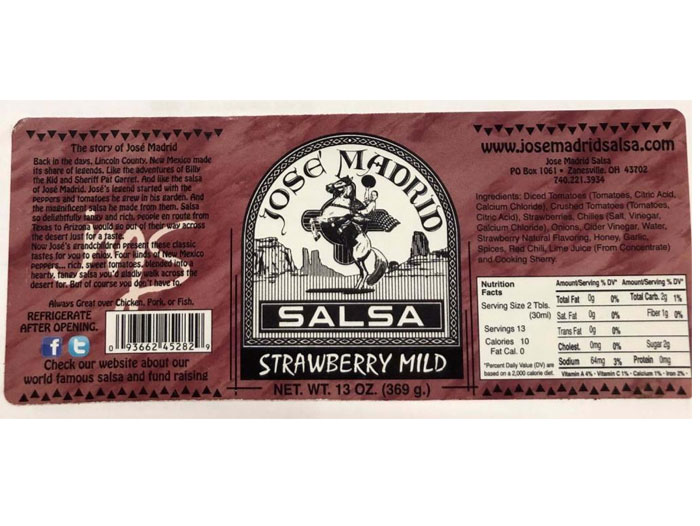 The story of José Madrid
Back in the days, Lincoln County, New Mexico made
its share of legends. Like the adventures of Billy
the Kid and Sheriff Pat Garret. And like the salsa
of José Madrid. José's legend started with the
peppers and tomatoes he grew in his garden. And
the magnificent salsa he made from them. Salsa
so delightfully tangy and rich, people en route from
Texas to Arizona would go out of their way across
the desert just for a taste.
Now José's grandchildren present these classic
tastes for you to enjoy. Four kinds of New Mexico
peppers... rich, sweet tomatoes, blended into a
hearty, tangy salsa you'd gladly walk across the
desert for. But of course you don't have to.
Always Great over Chicken, Pork, or Fish.
REFRIGERATE
AFTER OPENING.
0 93662 45282 9
Check our website about our
world famous salsa and fund raising
JOSE MADRID
SALSA
STRAWBERRY MILD
NET. WT. 13 OZ. (369 g.)
www.josemadridsalsa.com
Jose Madrid Salsa
PO Box 1061 • Zanesville, OH 43702
740.221.3934
Ingredients: Diced Tomatoes (Tomatoes, Citric Acid,
Calcium Chloride), Crushed Tomatoes (Tomatoes,
Citric Acid), Strawberries, Chilies (Salt, Vinegar,
Calcium Chloride), Onions, Older Vinegar, Water,
Strawberry Natural Flavoring, Honey, Garlic,
Spices, Red Chili, Lime Juice (From Concentrate)
and Cooking Sherry.
Nutrition
Facts
Serving Size 2 Tbls.
(30ml)
Servings 13
Calories 10
Fat Cal. 0
*Percent Daily Value (DV) are
based on a 2,000 calorie diet.
Amount/Serving % DV* Amount/Serving % DV*
Total Fat 0g 0% Total Carb. 2g 1%
Sat. Fat 0g 0% Fiber 1g 0%
Trans Fat 0g 0%
Cholest. 0mg 0% Sugar 2g
Sodium 64mg 3% Protein 0mg
Vitamin A 4% • Vitamin C 1% • Calcium 1% • Iron 2% •